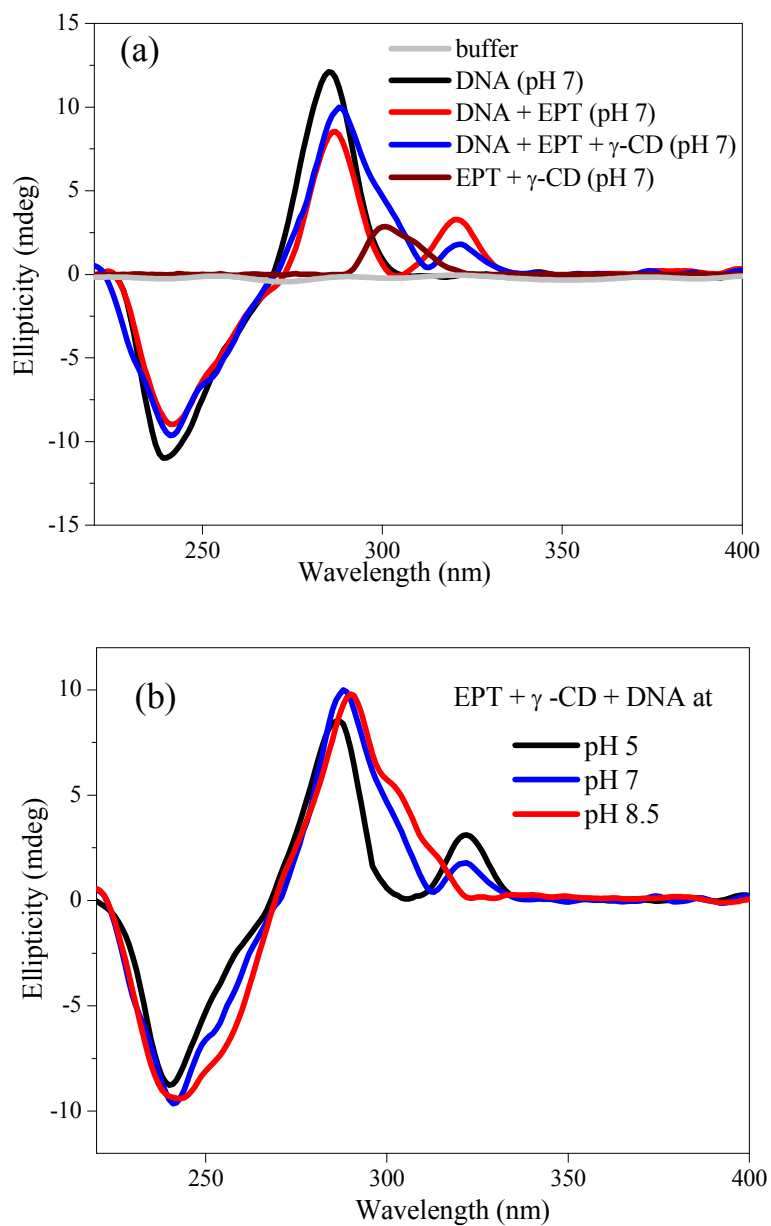 (a)
buffer
DNA (pH 7)
DNA + EPT (pH 7)
DNA + EPT + γ-CD (pH 7)
EPT + γ-CD (pH 7)
Ellipticity (mdeg)
15
10
5
0
-5
-10
-15
250
300
350
400
Wavelength (nm)
(b)
EPT + γ -CD + DNA at
pH 5
pH 7
pH 8.5
Ellipticity (mdeg)
10
5
0
-5
-10
250
300
350
400
Wavelength (nm)